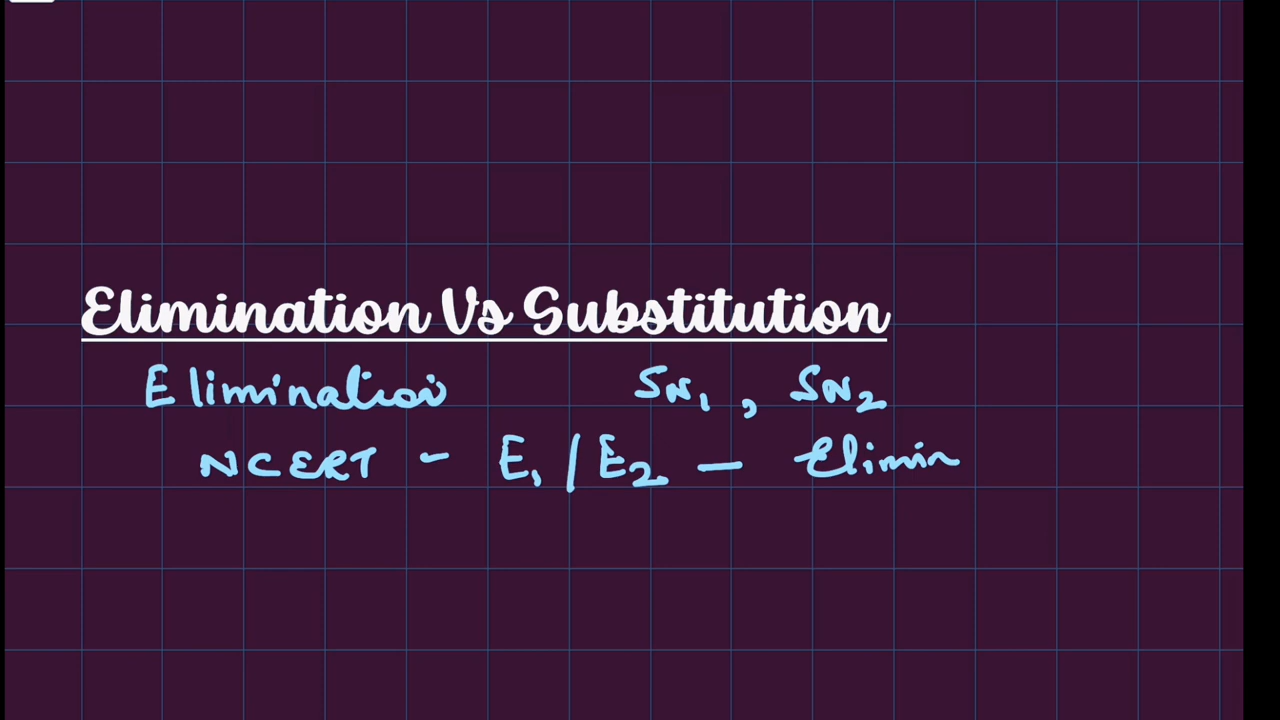 Elimination Vs Substitution
Elimination SN1, SN2
NCERT - E1/E2 - Elimin